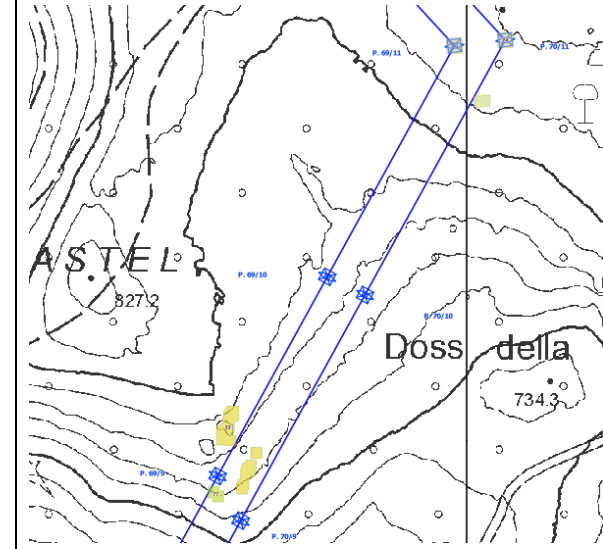 P. 69/11
P. 70/11
ASTEL
P. 69/10
827.2
P. 70/10
Doss della
734.3
P. 69/9
P. 70/9